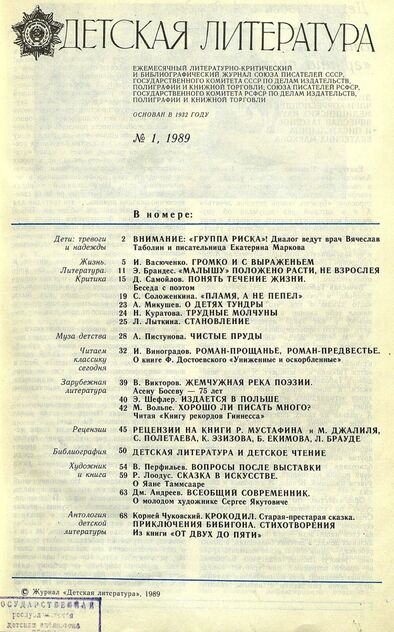 ДЕТСКАЯ ЛИТЕРАТУРА
ЕЖЕМЕСЯЧНЫЙ ЛИТЕРАТУРНО-КРИТИЧЕСКИЙ
И БИБЛИОГРАФИЧЕСКИЙ ЖУРНАЛ СОЮЗА ПИСАТЕЛЕЙ СССР,
ГОСУДАРСТВЕННОГО КОМИТЕТА СССР ПО ДЕЛАМ ИЗДАТЕЛЬСТВ,
ПОЛИГРАФИИ И КНИЖНОЙ ТОРГОВЛИ; СОЮЗА ПИСАТЕЛЕЙ РСФСР,
ГОСУДАРСТВЕННОГО КОМИТЕТА РСФСР ПО ДЕЛАМ ИЗДАТЕЛЬСТВ,
ПОЛИГРАФИИ И КНИЖНОЙ ТОРГОВЛИ
ОСНОВАН В 1932 ГОДУ
№ 1, 1989
В номере:
Дети: тревоги 2 ВНИМАНИЕ: «ГРУППА РИСКА»! Диалог ведут врач Вячеслав
и надежды Таболин и писательница Екатерина Маркова
Жизнь. 5 И. Васюченко. ГРОМКО И С ВЫРАЖЕНЬЕМ
Литература. 11 Э. Брандес. «МАЛЫШУ» ПОЛОЖЕНО РАСТИ, НЕ ВЗРОСЛЕЯ
Критика 15 Д. Самойлов. ПОНЯТЬ ТЕЧЕНИЕ ЖИЗНИ.
Беседа с поэтом
19 С. Соложенкина. «ПЛАМЯ, А НЕ ПЕПЕЛ»
23 А. Микушев. О ДЕТЯХ ТУНДРЫ
24 Н. Куратова. ТРУДНЫЕ МОЛЧУНЫ
25 Л. Лыткина. СТАНОВЛЕНИЕ
Муза детства 28 А. Пистунова. ЧИСТЫЕ ПРУДЫ
Читаем 32 И. Виноградов. РОМАН-ПРОЩАНЬЕ, РОМАН-ПРЕДВЕСТЬЕ.
классику О книге Ф. Достоевского «Униженные и оскорбленные»
сегодня
Зарубежная 39 В. Викторов. ЖЕМЧУЖНАЯ РЕКА ПОЭЗИИ.
литература Асену Босеву — 75 лет
40 Э. Шефлер. ИЗДАЕТСЯ В ПОЛЬШЕ
42 М. Вольпе. ХОРОШО ЛИ ПИСАТЬ МНОГО?
Читая «Книгу рекордов Гиннесса»
Рецензии 45 РЕЦЕНЗИИ НА КНИГИ Р. МУСТАФИНА и М. ДЖАЛИЛЯ,
С. ПОЛЕТАЕВА, К. ЭЗИЗОВА, Б. ЕКИМОВА, Л. БРАУДЕ
Библиография 50 ДЕТСКАЯ ЛИТЕРАТУРА И ДЕТСКОЕ ЧТЕНИЕ
Художник 54 В. Перфильев. ВОПРОСЫ ПОСЛЕ ВЫСТАВКИ
и книга 59 Р. Лоодус. СКАЗКА В ИСКУССТВЕ.
О Яане Таммсааре
63 Дм. Андреев. ВСЕОБЩИЙ СОВРЕМЕННИК.
О молодом художнике Сергее Якутовиче
Антология 68 Корней Чуковский. КРОКОДИЛ. Старая-престарая сказка.
детской ПРИКЛЮЧЕНИЯ БИБИГОНА. СТИХОТВОРЕНИЯ
литературы Из книги «ОТ ДВУХ ДО ПЯТИ»
© Журнал «Детская литература», 1989
ОСУДАРСТВЕННАЯ
детская библиотека